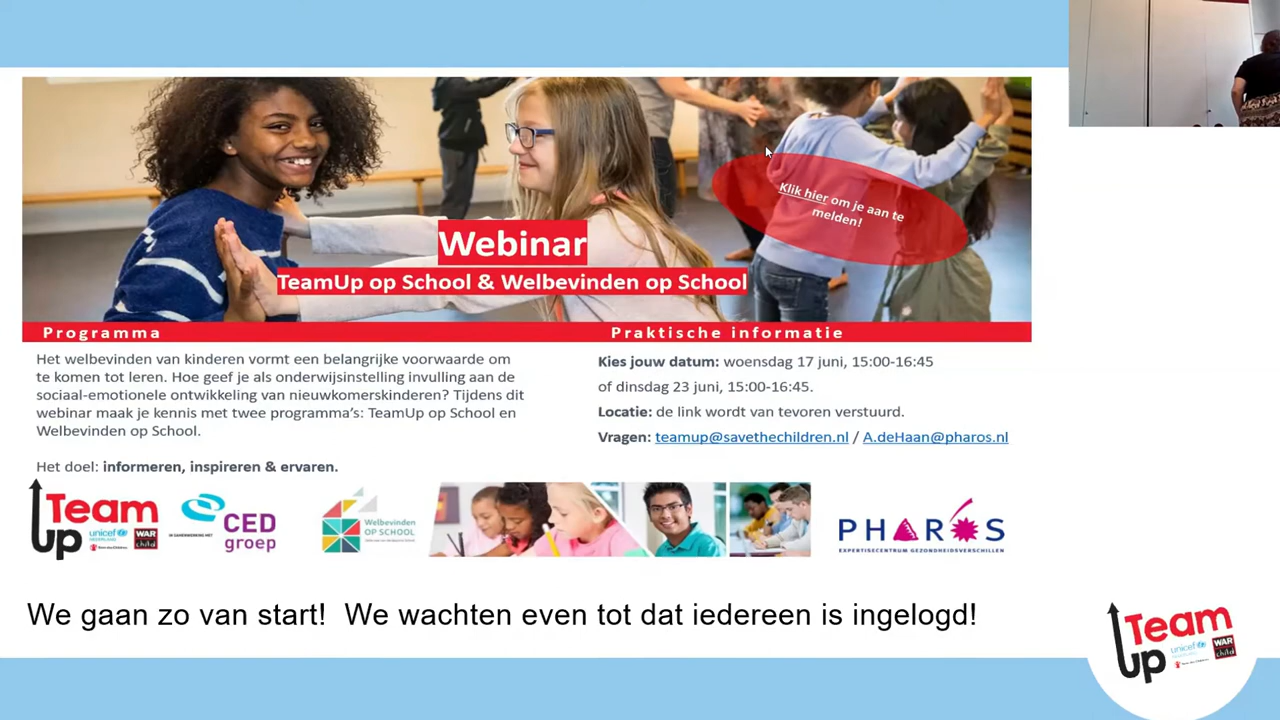 Klik hier om je aan te
melden!
Webinar
TeamUp op School & Welbevinden op School
Programma
Praktische informatie
Het welbevinden van kinderen vormt een belangrijke voorwaarde om
te komen tot leren. Hoe geef je als onderwijsinstelling invulling aan de
sociaal-emotionele ontwikkeling van nieuwkomerskinderen? Tijdens dit
webinar maak je kennis met twee programma's: TeamUp op School en
Welbevinden op School.
Het doel: informeren, inspireren & ervaren.
Kies jouw datum: woensdag 17 juni, 15:00-16:45
of dinsdag 23 juni, 15:00-16:45.
Locatie: de link wordt van tevoren verstuurd.
Vragen: teamup@savethechildren.nl / A.deHaan@pharos.nl
Team
up
unicef
WAR
child
Save the Children
IN SAMENWERKING MET
CED
groep
Welbevinden
OP SCHOOL
PHAROS
EXPERTISECENTRUM GEZONDHEIDSVERSCHILLEN
We gaan zo van start! We wachten even tot dat iedereen is ingelogd!
Team
up
unicef
WAR
child